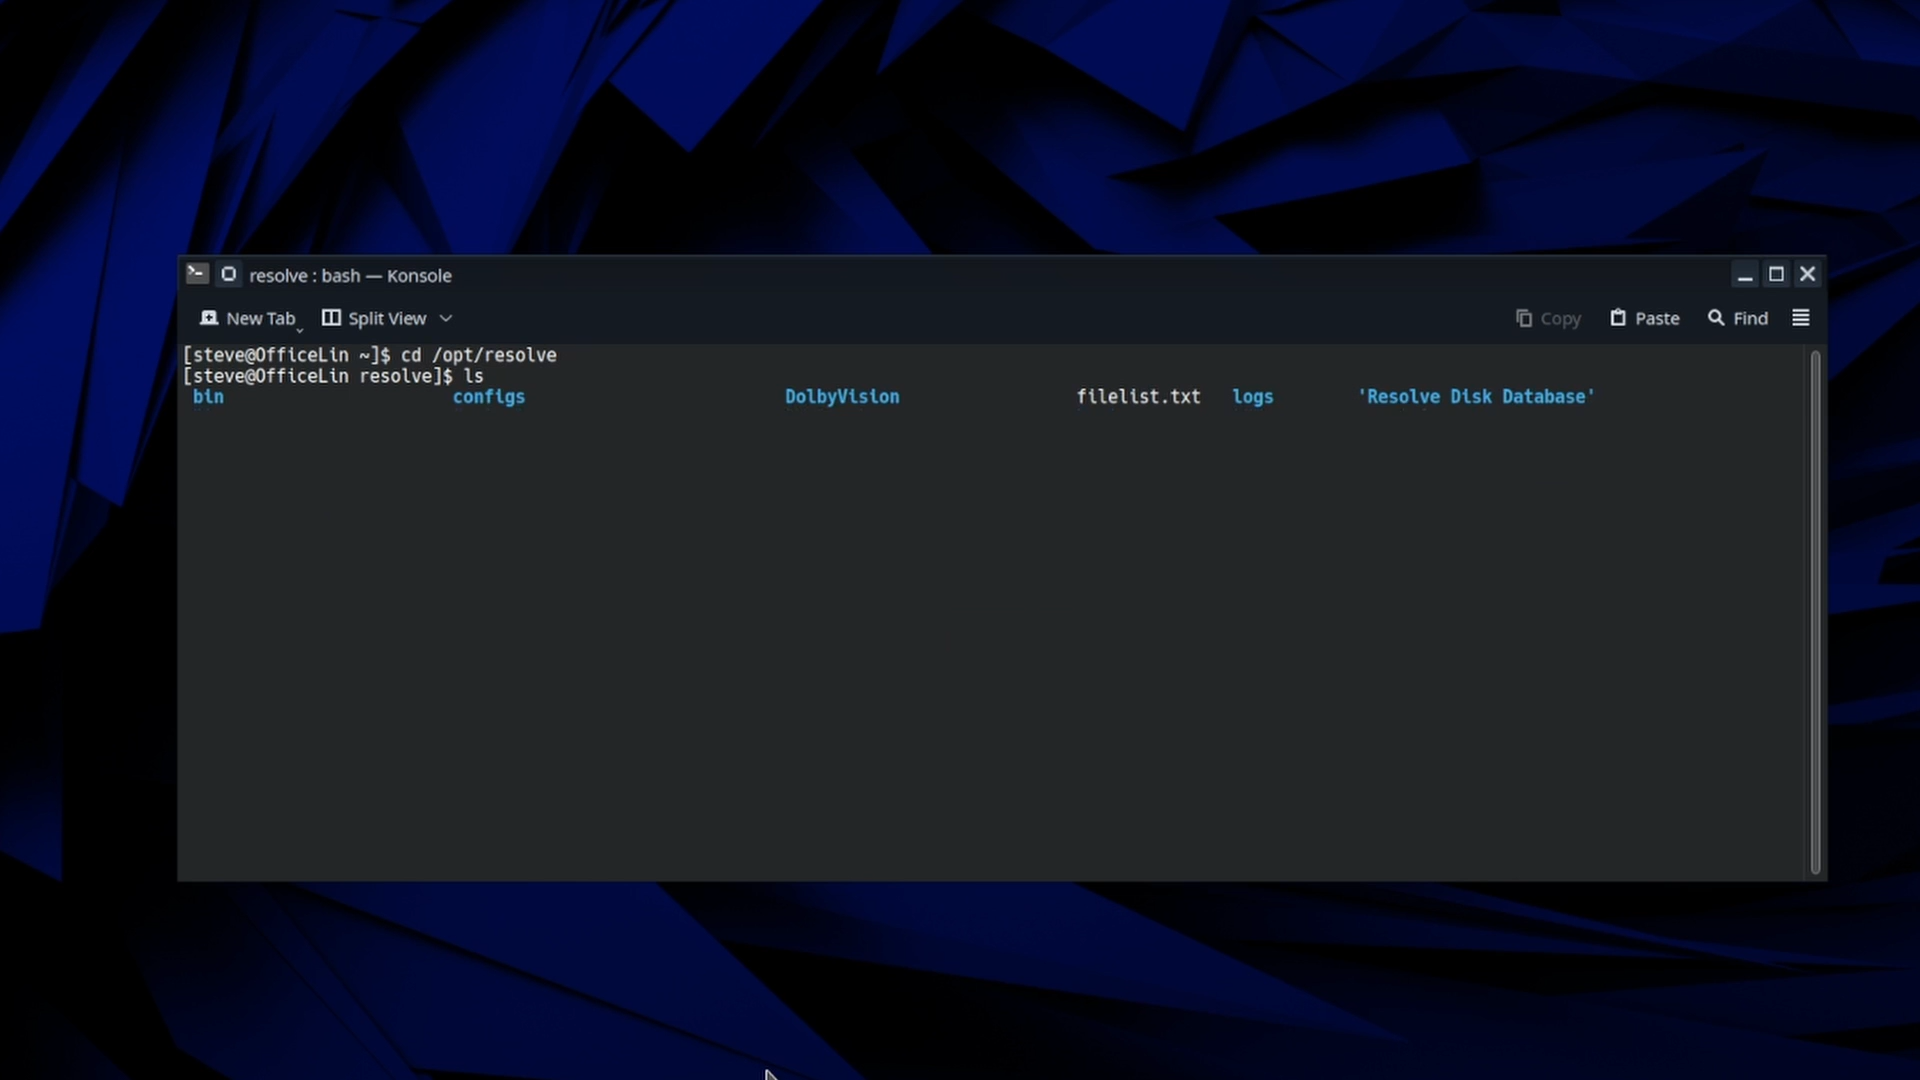 resolve : bash — Konsole
New Tab Split View Copy Paste Find
[steve@OfficeLin ~]$ cd /opt/resolve
[steve@OfficeLin resolve]$ ls
bin configs DolbyVision filelist.txt logs 'Resolve Disk Database'